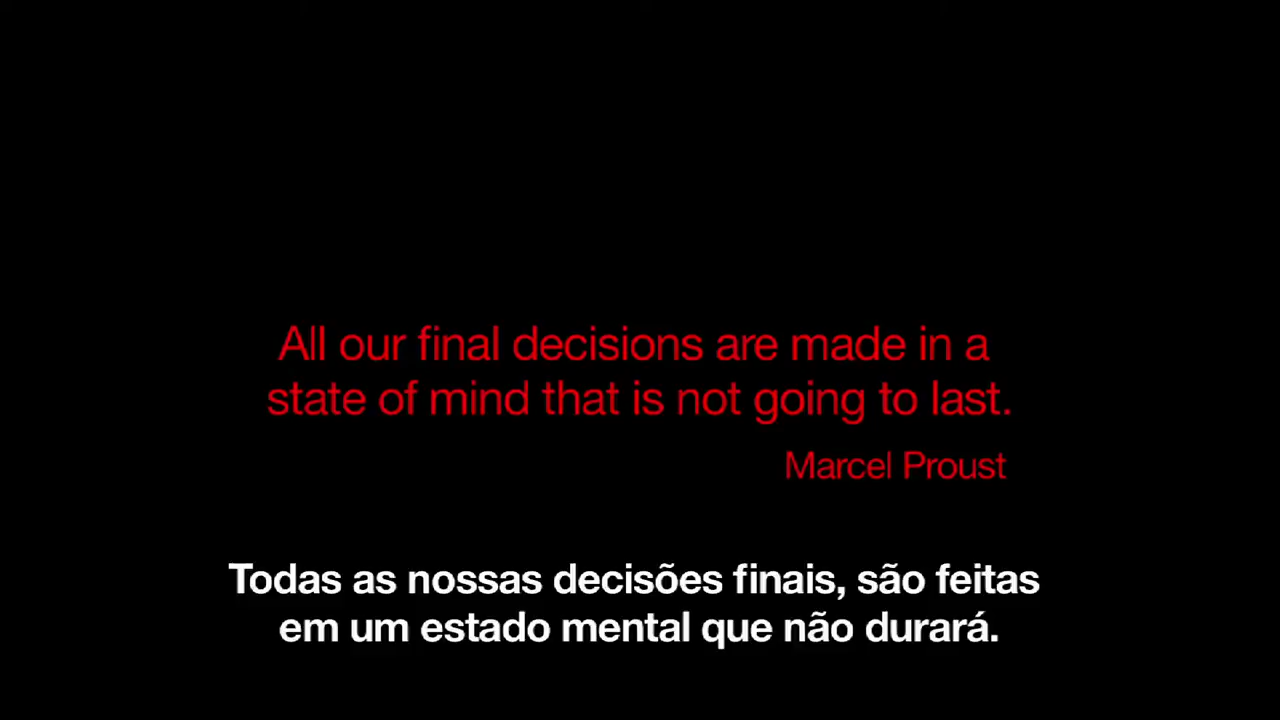 All our final decisions are made in a
state of mind that is not going to last.
Marcel Proust
Todas as nossas decisões finais, são feitas
em um estado mental que não durará.